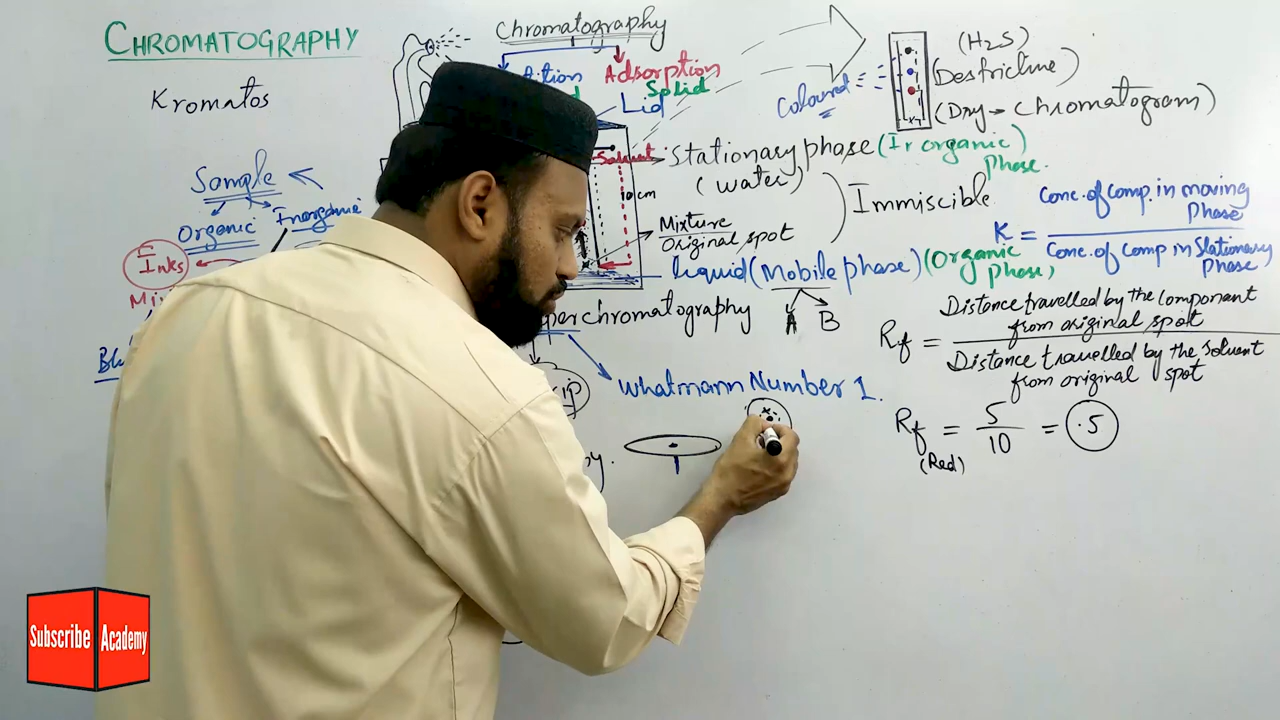 CHROMATOGRAPHY
Kromatos
Sample
Organic
Inorganic
Inks
Chromatography
Adsorption
Solid
Lid
Solvent
10 cm
Stationary phase (Inorganic phase.
(water)
Mixture
Original spot
Immiscible
liquid (Mobile phase) (Organic phase,
A B
chromatography
Whatmann Number 1.
Coloured
(H2S)
(Destrictine)
(Dry → Chromatogram)
K = Conc. of comp. in moving Phase
Conc. of comp in Stationary Phase
Rf = Distance travelled by the component
from original spot
Distance travelled by the solvent
from original spot
Rf = 5 / 10 = .5
(Red)
Subscribe Academy